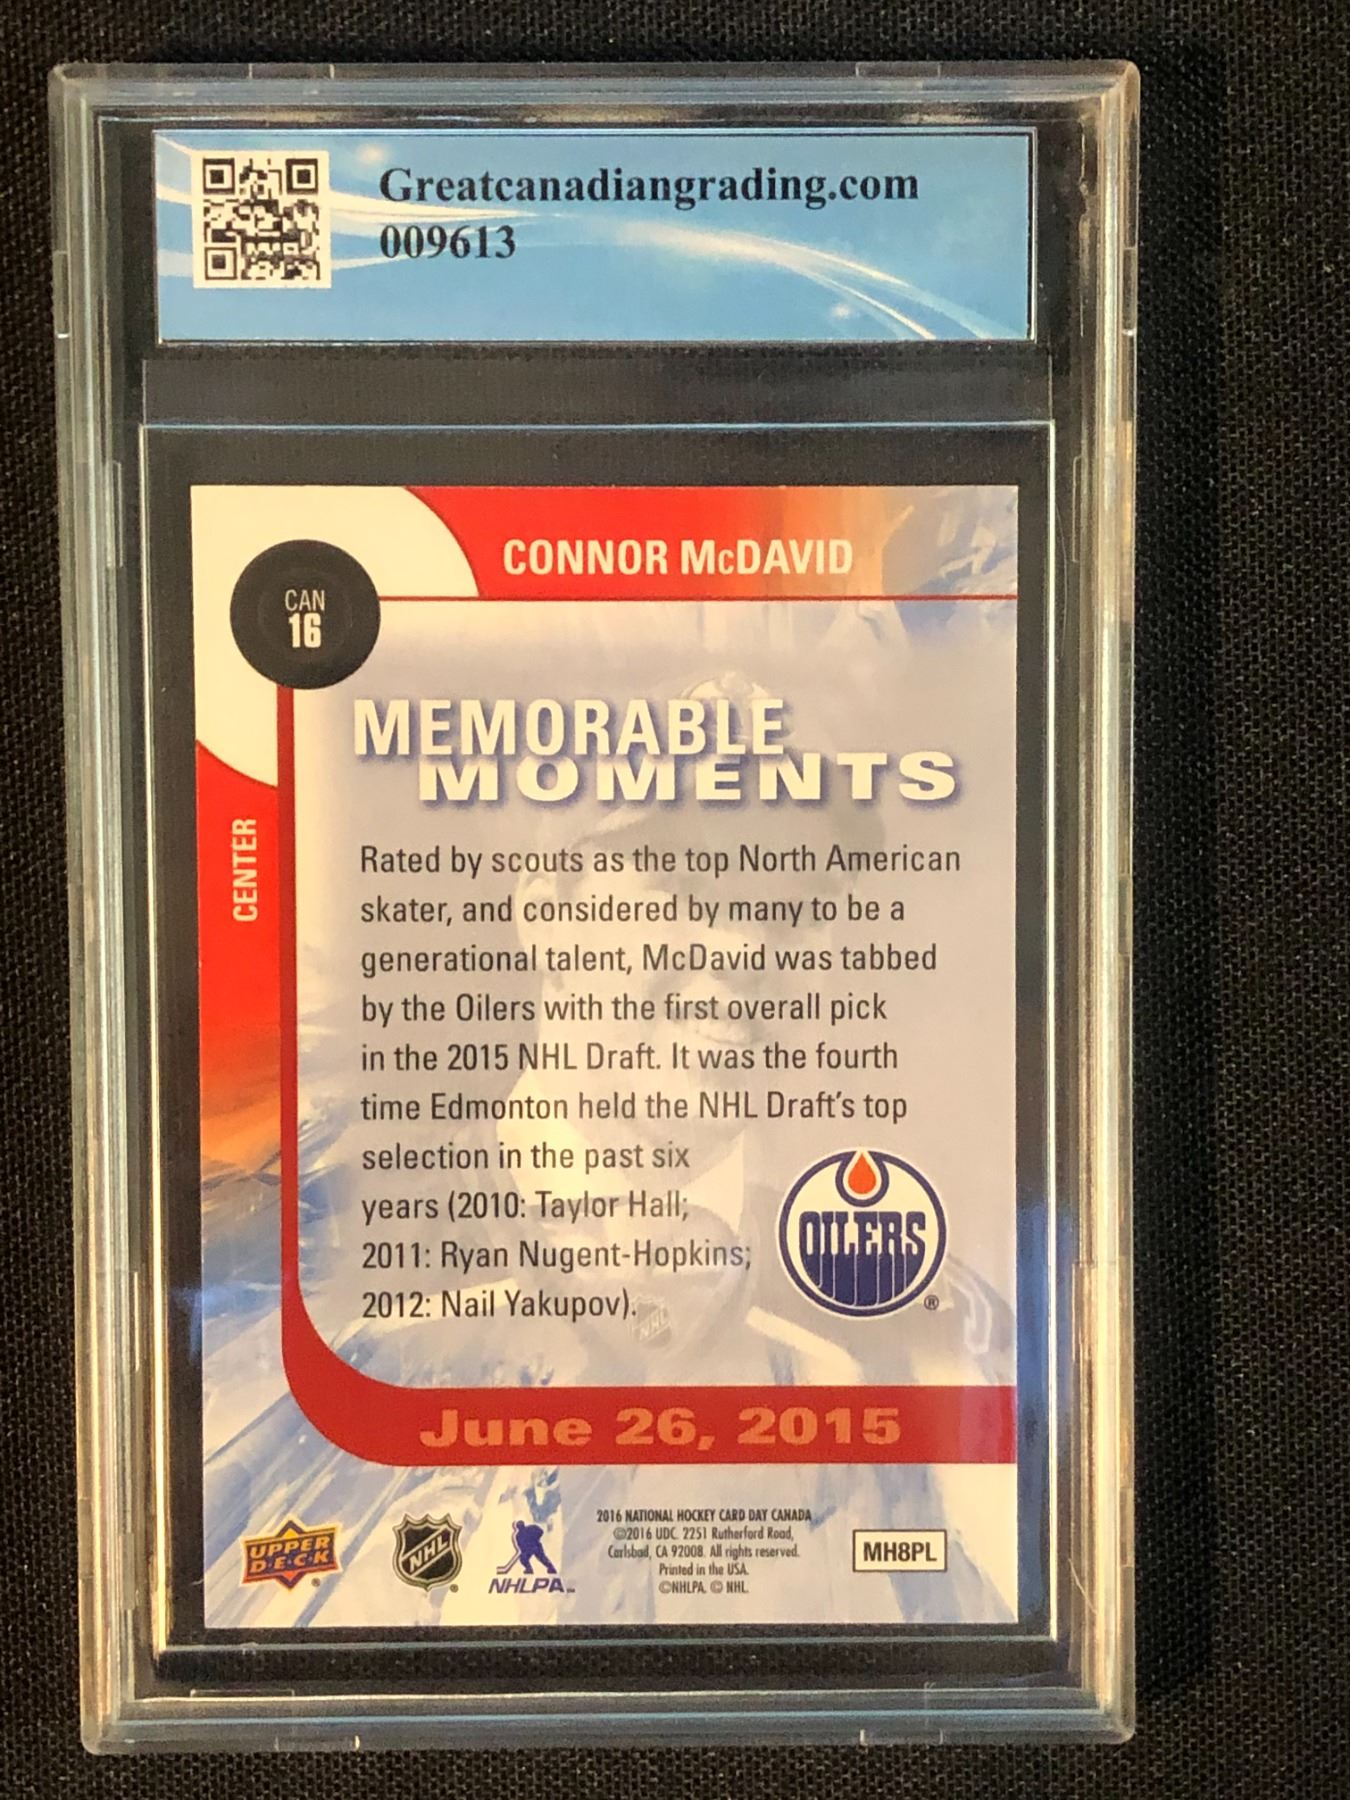 Greatcanadiangrading.com
009613
CONNOR McDAVID
CAN
16
CENTER
MEMORABLE
MOMENTS
Rated by scouts as the top North American
skater, and considered by many to be a
generational talent, McDavid was tabbed
by the Oilers with the first overall pick
in the 2015 NHL Draft. It was the fourth
time Edmonton held the NHL Draft's top
selection in the past six
years (2010: Taylor Hall;
2011: Ryan Nugent-Hopkins;
2012: Nail Yakupov).
OILERS
®
June 26, 2015
UPPER
D·E·C·K
®
NHL
®
NHLPA™
2016 NATIONAL HOCKEY CARD DAY CANADA
©2016 UDC. 2251 Rutherford Road,
Carlsbad, CA 92008. All rights reserved.
Printed in the USA.
©NHLPA. © NHL.
MH8PL